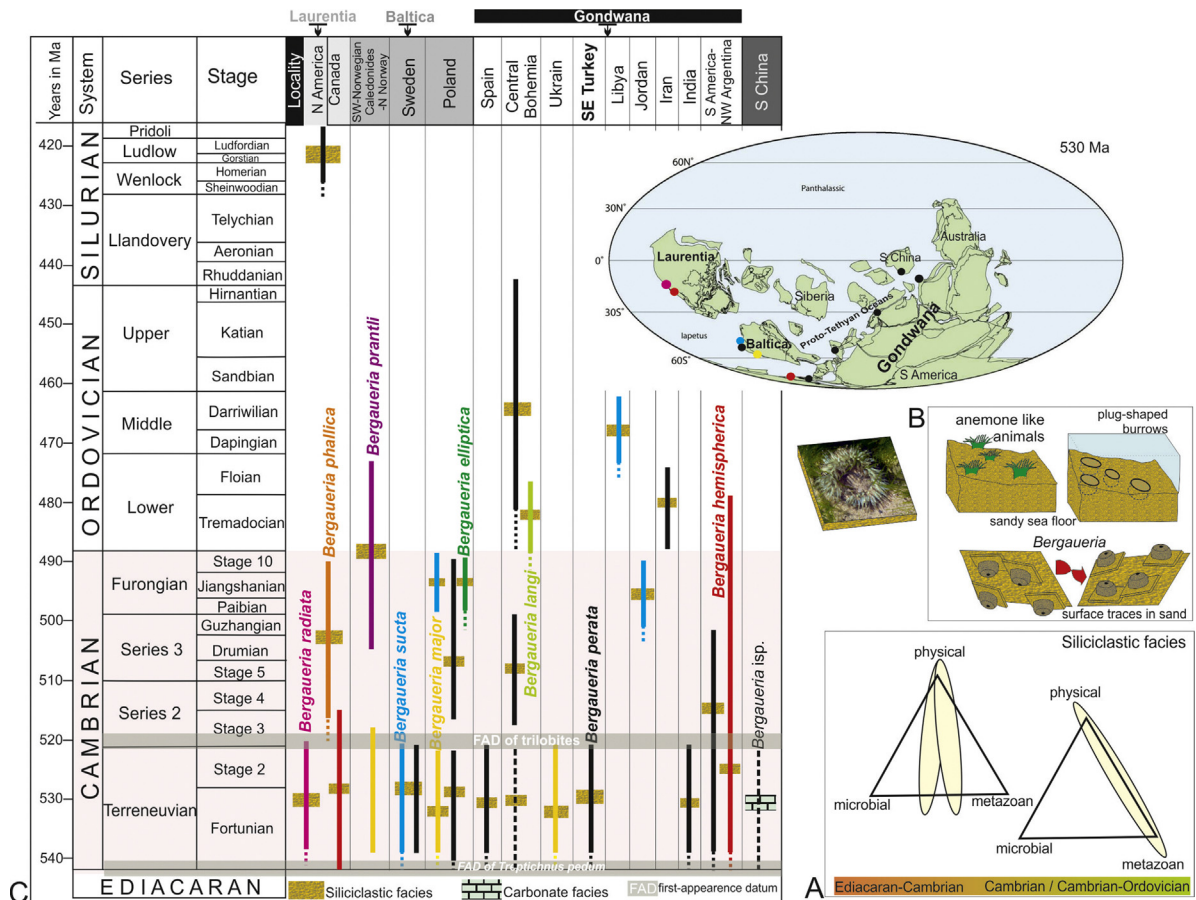 Laurentia
Baltica
Gondwana
Years in Ma
System
Series
Stage
Locality
N America
Canada
SW-Norwegian
Caledonides
-N Norway
Sweden
Poland
Spain
Central
Bohemia
Ukrain
SE Turkey
Libya
Jordan
Iran
India
S America-
NW Argentina
S China
420
430
440
450
460
470
480
490
500
510
520
530
540
SILURIAN
ORDOVICIAN
CAMBRIAN
EDIACARAN
Pridoli
Ludlow
Wenlock
Llandovery
Upper
Middle
Lower
Furongian
Series 3
Series 2
Terreneuvian
Ludfordian
Gorstian
Homerian
Sheinwoodian
Telychian
Aeronian
Rhuddanian
Hirnantian
Katian
Sandbian
Darriwilian
Dapingian
Floian
Tremadocian
Stage 10
Jiangshanian
Paibian
Guzhangian
Drumian
Stage 5
Stage 4
Stage 3
Stage 2
Fortunian
Bergaueria radiata
Bergaueria phallica
Bergaueria prantli
Bergaueria sucta
Bergaueria major
Bergaueria elliptica
Bergaueria langi
Bergaueria perata
Bergaueria hemispherica
Bergaueria isp.
FAD of trilobites
FAD of Treptichnus pedum
C
Siliciclastic facies
Carbonate facies
FAD first-appearence datum
530 Ma
60N°
30N°
0°
30S°
60S°
Panthalassic
Laurentia
Australia
S China
Siberia
Proto-Tethyan Oceans
Gondwana
Iapetus
Baltica
S America
B
anemone like
animals
plug-shaped
burrows
sandy sea floor
Bergaueria
surface traces in sand
Siliciclastic facies
physical
microbial
metazoan
physical
microbial
metazoan
A
Ediacaran-Cambrian
Cambrian / Cambrian-Ordovician